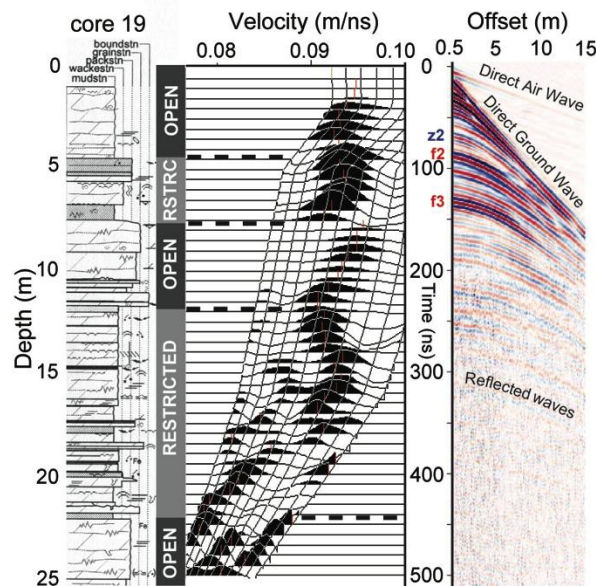 core 19
boundstn
grainstn
packstn
wackestn
mudstn
Depth (m)
0
5
10
15
20
25
Fe
Fe
OPEN
RSTRC
OPEN
RESTRICTED
OPEN
Velocity (m/ns)
0.08
0.09
0.10
Offset (m)
0.5
5
10
15
Time (ns)
0
100
200
300
400
500
z2
f2
f3
Direct Air Wave
Direct Ground Wave
Reflected waves